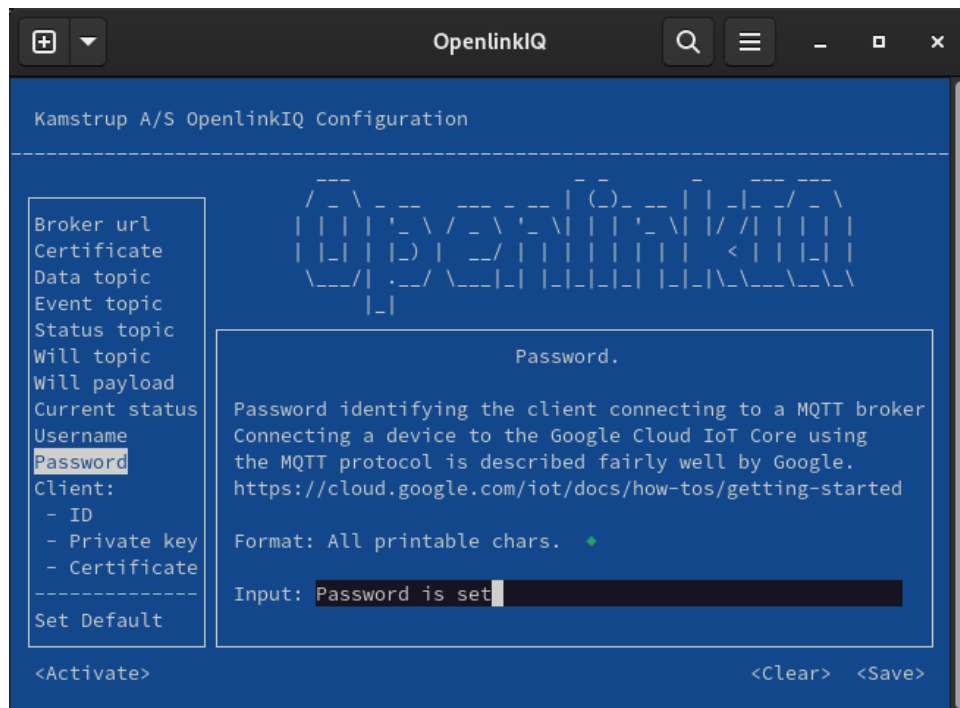 OpenlinkIQ
Kamstrup A/S OpenlinkIQ Configuration
OpenlinkIQ
Broker url
Certificate
Data topic
Event topic
Status topic
Will topic
Will payload
Current status
Username
Password
Client:
- ID
- Private key
- Certificate
Set Default
Password.
Password identifying the client connecting to a MQTT broker
Connecting a device to the Google Cloud IoT Core using
the MQTT protocol is described fairly well by Google.
https://cloud.google.com/iot/docs/how-tos/getting-started
Format: All printable chars.
Input: Password is set
<Activate>
<Clear> <Save>